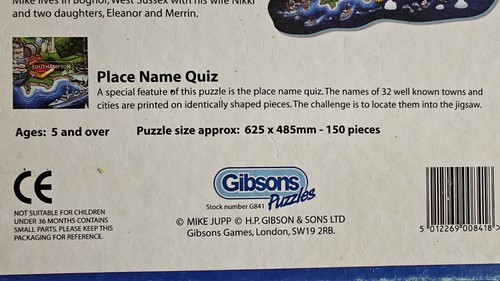 Mike lives in Bognor, West Sussex with his wife Nikki
and two daughters, Eleanor and Merrin.
SOUTHAMPTON
Place Name Quiz
A special feature of this puzzle is the place name quiz. The names of 32 well known towns and
cities are printed on identically shaped pieces. The challenge is to locate them into the jigsaw.
Ages: 5 and over Puzzle size approx: 625 x 485mm - 150 pieces
CE
Gibsons
Puzzles
Stock number G841
NOT SUITABLE FOR CHILDREN
UNDER 36 MONTHS CONTAINS
SMALL PARTS. PLEASE KEEP THIS
PACKAGING FOR REFERENCE.
© MIKE JUPP © H.P. GIBSON & SONS LTD
Gibsons Games, London, SW19 2RB.
5 012269 008418 >